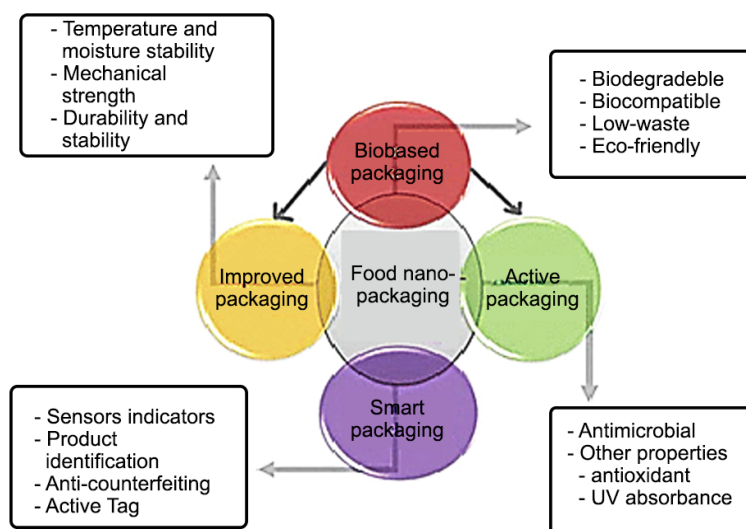 - Temperature and
moisture stability
- Mechanical
strength
- Durability and
stability
- Biodegradeble
- Biocompatible
- Low-waste
- Eco-friendly
Biobased
packaging
Improved
packaging
Food nano-
packaging
Active
packaging
Smart
packaging
- Sensors indicators
- Product
identification
- Anti-counterfeiting
- Active Tag
- Antimicrobial
- Other properties
- antioxidant
- UV absorbance